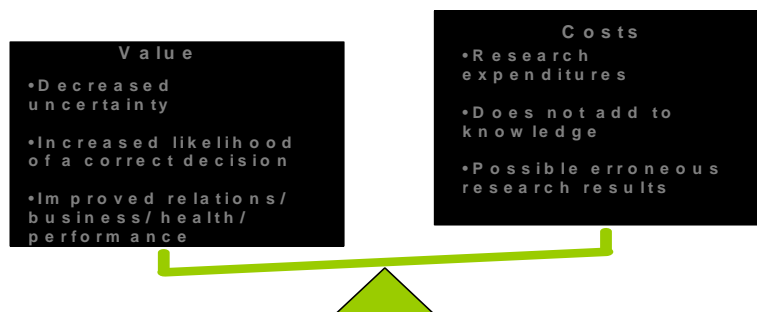 Value
•Decreased
uncertainty
•Increased likelihood
of a correct decision
•Improved relations/
business/health/
performance
Costs
•Research
expenditures
•Does not add to
knowledge
•Possible erroneous
research results